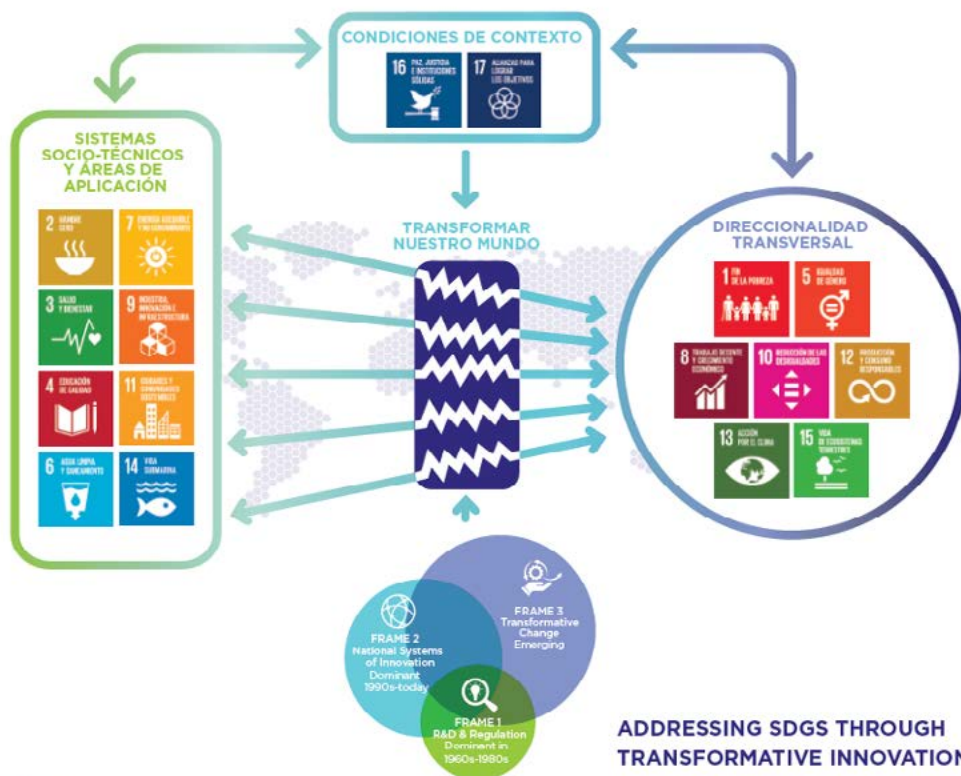 CONDICIONES DE CONTEXTO
16 PAZ, JUSTICIA
E INSTITUCIONES
SÓLIDAS
17 ALIANZAS PARA
LOGRAR
LOS OBJETIVOS
SISTEMAS
SOCIO-TÉCNICOS
Y ÁREAS DE
APLICACIÓN
2 HAMBRE
CERO
7 ENERGÍA ASEQUIBLE
Y NO CONTAMINANTE
3 SALUD
Y BIENESTAR
9 INDUSTRIA,
INNOVACIÓN E
INFRAESTRUCTURA
4 EDUCACIÓN
DE CALIDAD
11 CIUDADES Y
COMUNIDADES
SOSTENIBLES
6 AGUA LIMPIA
Y SANEAMIENTO
14 VIDA
SUBMARINA
TRANSFORMAR
NUESTRO MUNDO
DIRECCIONALIDAD
TRANSVERSAL
1 FIN
DE LA POBREZA
5 IGUALDAD
DE GÉNERO
8 TRABAJO DECENTE
Y CRECIMIENTO
ECONÓMICO
10 REDUCCIÓN DE LAS
DESIGUALDADES
12 PRODUCCIÓN
Y CONSUMO
RESPONSABLES
13 ACCIÓN
POR EL CLIMA
15 VIDA
DE ECOSISTEMAS
TERRESTRES
FRAME 3
Transformative
Change
Emerging
FRAME 2
National Systems
of Innovation
Dominant
1990s-today
FRAME 1
R&D & Regulation
Dominant in
1960s-1980s
ADDRESSING SDGS THROUGH
TRANSFORMATIVE INNOVATION